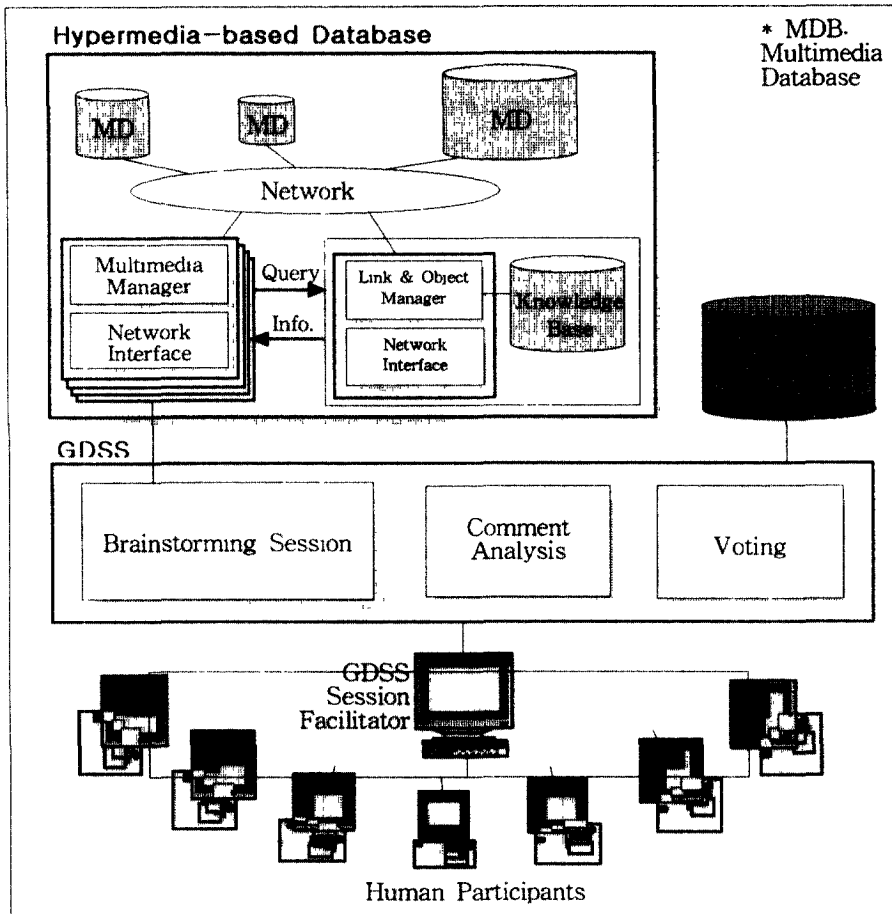 Hypermedia-based Database
* MDB.
Multimedia
Database
MD
MD
MD
Network
Multimedia
Manager
Network
Interface
Query
Info.
Link & Object
Manager
Network
Interface
Knowledge
Base
GDSS
Brainstorming Session
Comment
Analysis
Voting
GDSS
Session
Facilitator
Human Participants